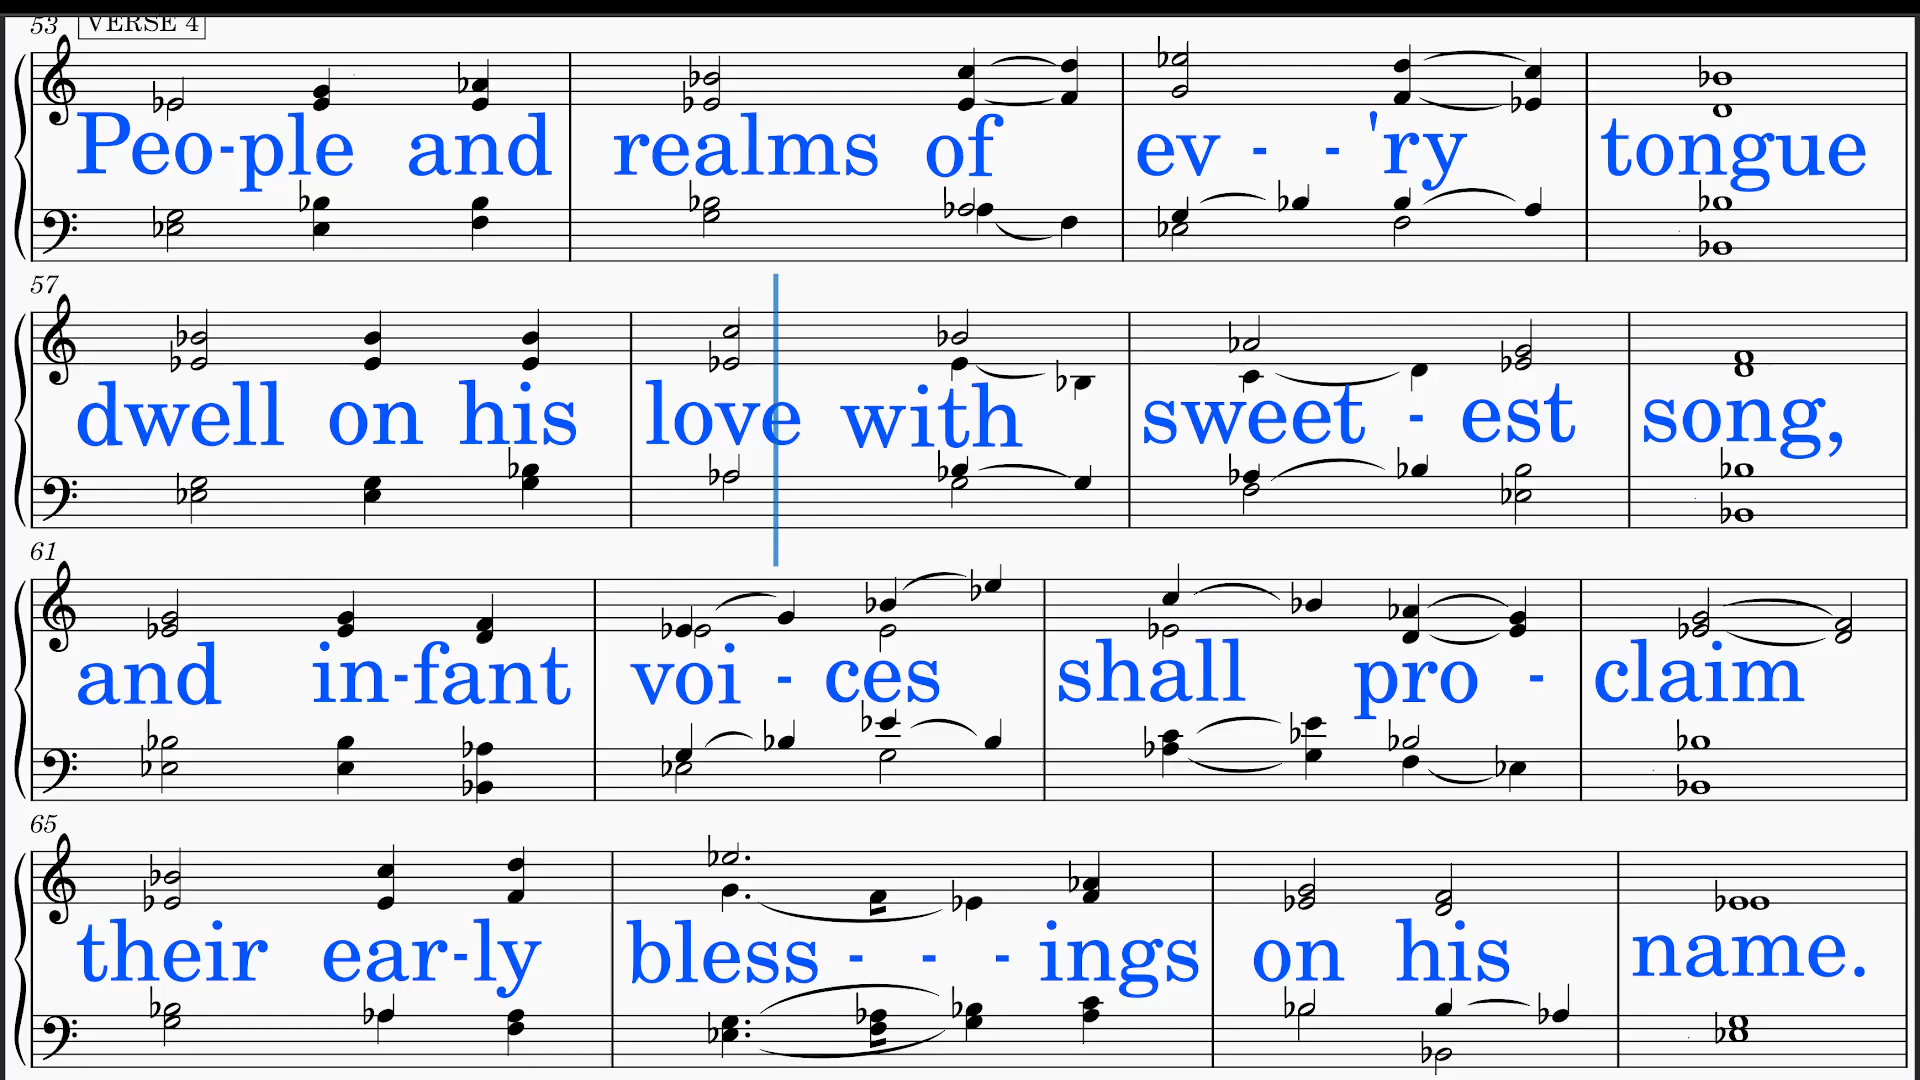 53 VERSE 4
Peo-ple and realms of ev - - 'ry tongue
57
dwell on his love with sweet - est song,
61
and in-fant voi - ces shall pro - claim
65
their ear-ly bless - - - ings on his name.